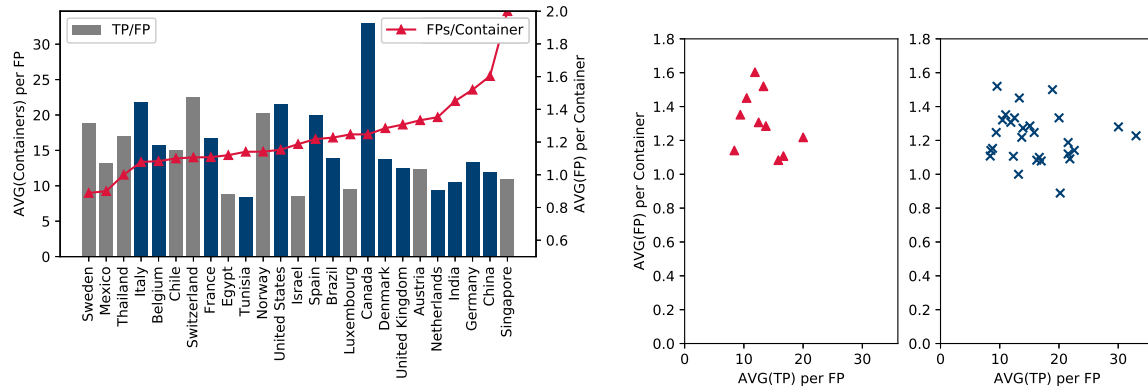 TP/FP
FPs/Container
AVG(Containers) per FP
0
5
10
15
20
25
30
AVG(FP) per Container
0.6
0.8
1.0
1.2
1.4
1.6
1.8
2.0
Sweden
Mexico
Thailand
Italy
Belgium
Chile
Switzerland
France
Egypt
Tunisia
Norway
United States
Israel
Spain
Brazil
Luxembourg
Canada
Denmark
United Kingdom
Austria
Netherlands
India
Germany
China
Singapore
AVG(FP) per Container
0.0
0.2
0.4
0.6
0.8
1.0
1.2
1.4
1.6
1.8
0 10 20 30
AVG(TP) per FP
0.0
0.2
0.4
0.6
0.8
1.0
1.2
1.4
1.6
1.8
0 10 20 30
AVG(TP) per FP